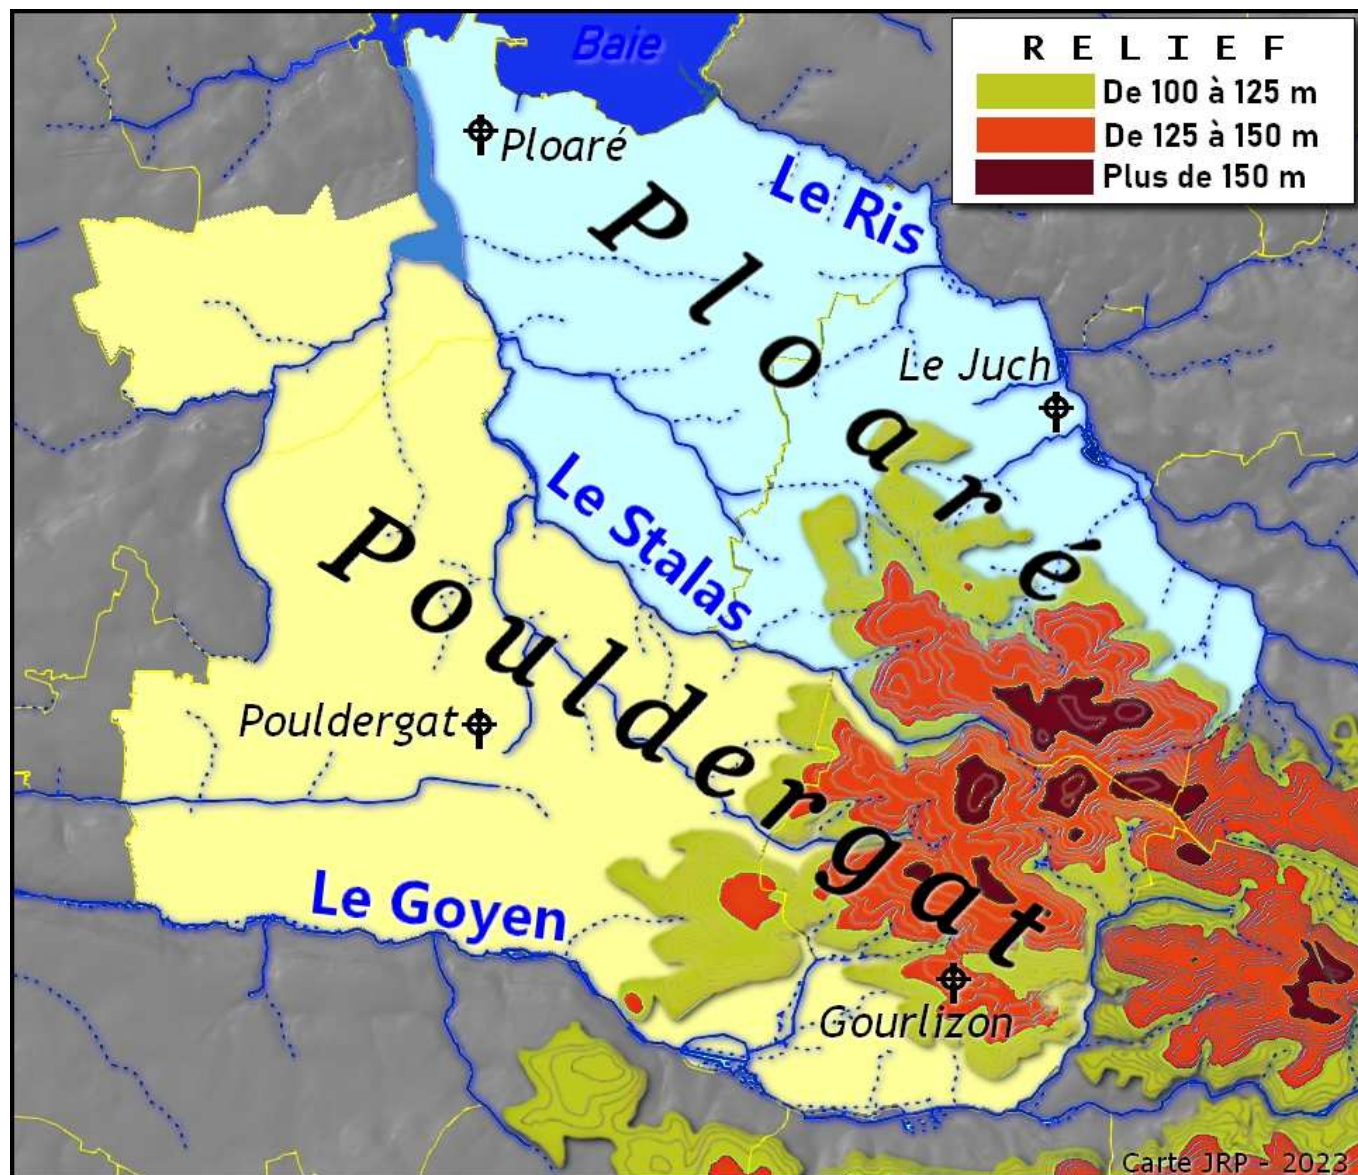 Baie
R E L I E F
De 100 à 125 m
De 125 à 150 m
Plus de 150 m
Ploaré
Le Ris
Ploaré
Le Juch
Le Stalas
Pouldergat
Pouldergat
Le Goyen
Gourlizon
Carte JRP - 2023